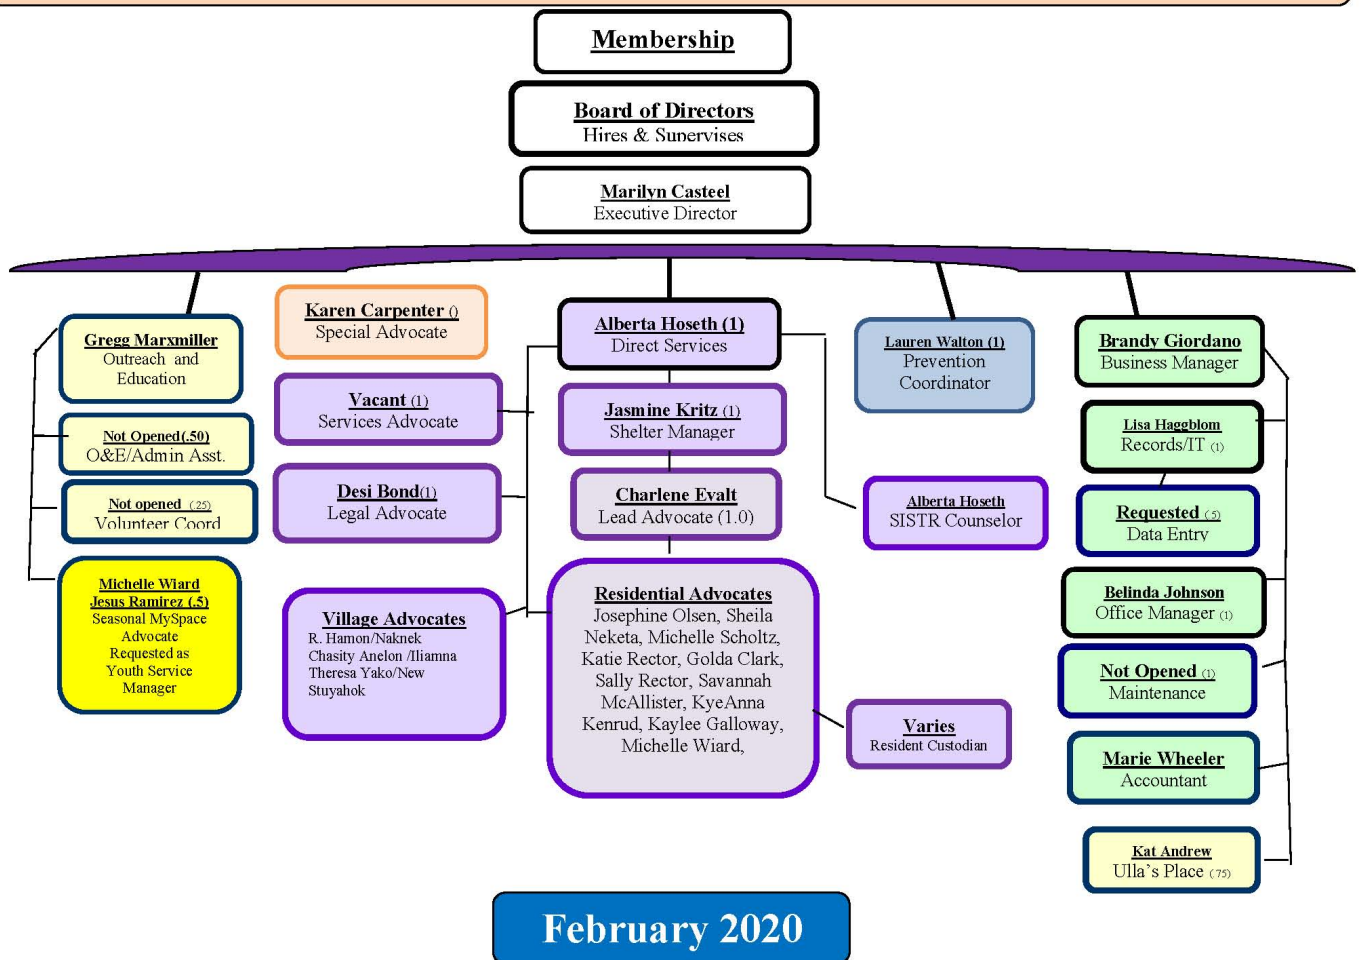 Membership
Board of Directors
Hires & Supervises
Marilyn Casteel
Executive Director
Gregg Marxmiller
Outreach and
Education
Not Opened(.50)
O&E/Admin Asst.
Not opened (.25)
Volunteer Coord
Michelle Wiard
Jesus Ramirez (.5)
Seasonal MySpace
Advocate
Requested as
Youth Service
Manager
Karen Carpenter ()
Special Advocate
Vacant (1)
Services Advocate
Desi Bond(1)
Legal Advocate
Village Advocates
R. Hamon/Naknek
Chasity Anelon /Iliamna
Theresa Yako/New
Stuyahok
Alberta Hoseth (1)
Direct Services
Jasmine Kritz (1)
Shelter Manager
Charlene Evalt
Lead Advocate (1.0)
Residential Advocates
Josephine Olsen, Sheila
Neketa, Michelle Scholtz,
Katie Rector, Golda Clark,
Sally Rector, Savannah
McAllister, KyeAnna
Kenrud, Kaylee Galloway,
Michelle Wiard,
Lauren Walton (1)
Prevention
Coordinator
Alberta Hoseth
SISTR Counselor
Varies
Resident Custodian
Brandy Giordano
Business Manager
Lisa Haggblom
Records/IT (1)
Requested (.5)
Data Entry
Belinda Johnson
Office Manager (1)
Not Opened (1)
Maintenance
Marie Wheeler
Accountant
Kat Andrew
Ulla's Place (.75)
February 2020